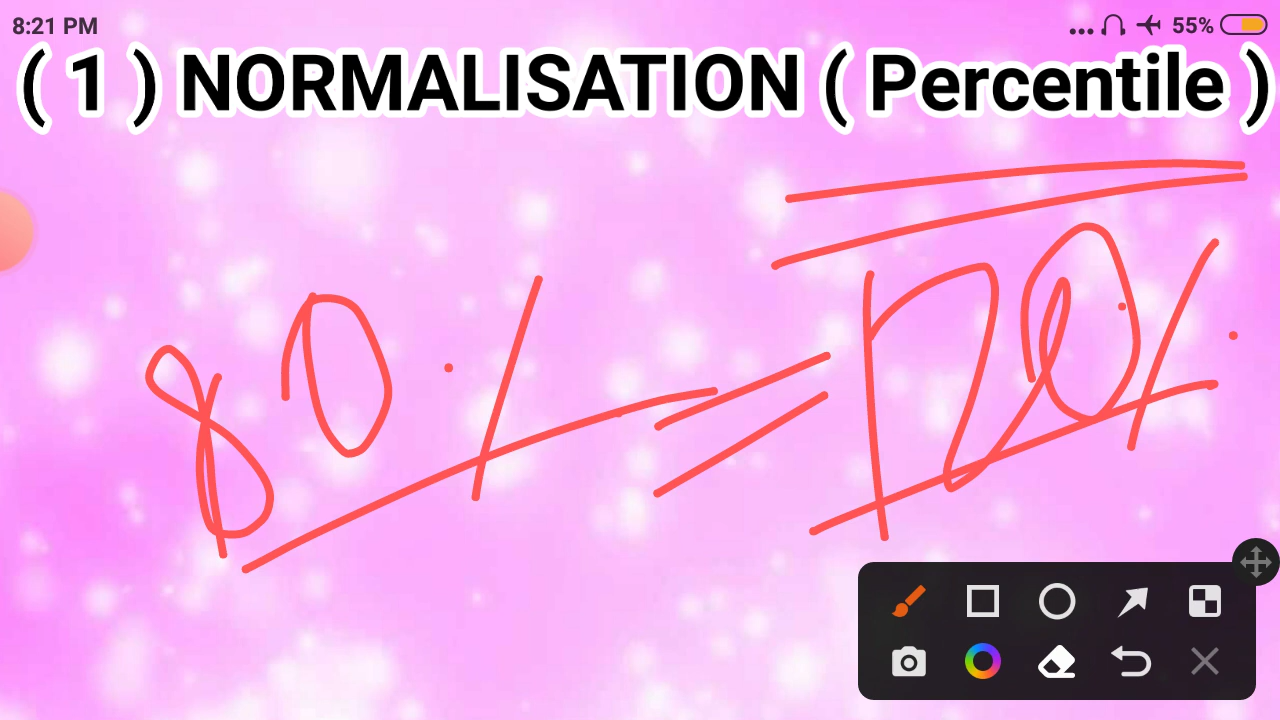 8:21 PM 55%
( 1 ) NORMALISATION ( Percentile )
80 % = 120 %